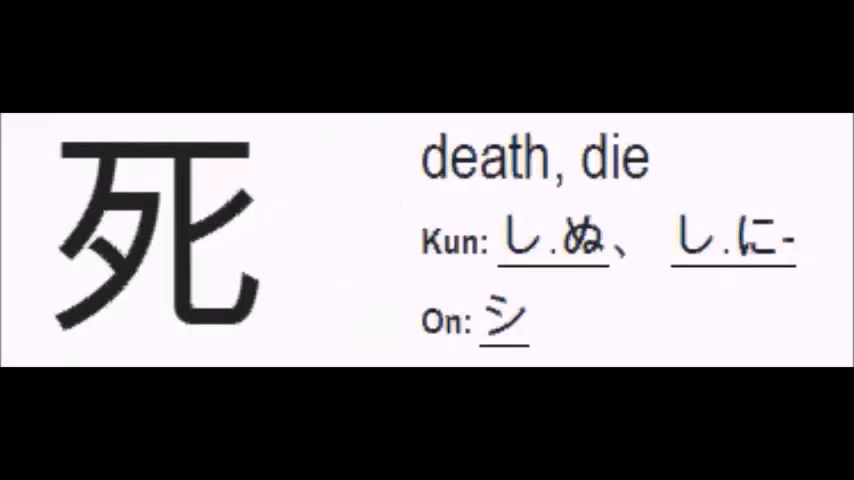 死
death, die
Kun: し.ぬ、 し.に-
On: シ